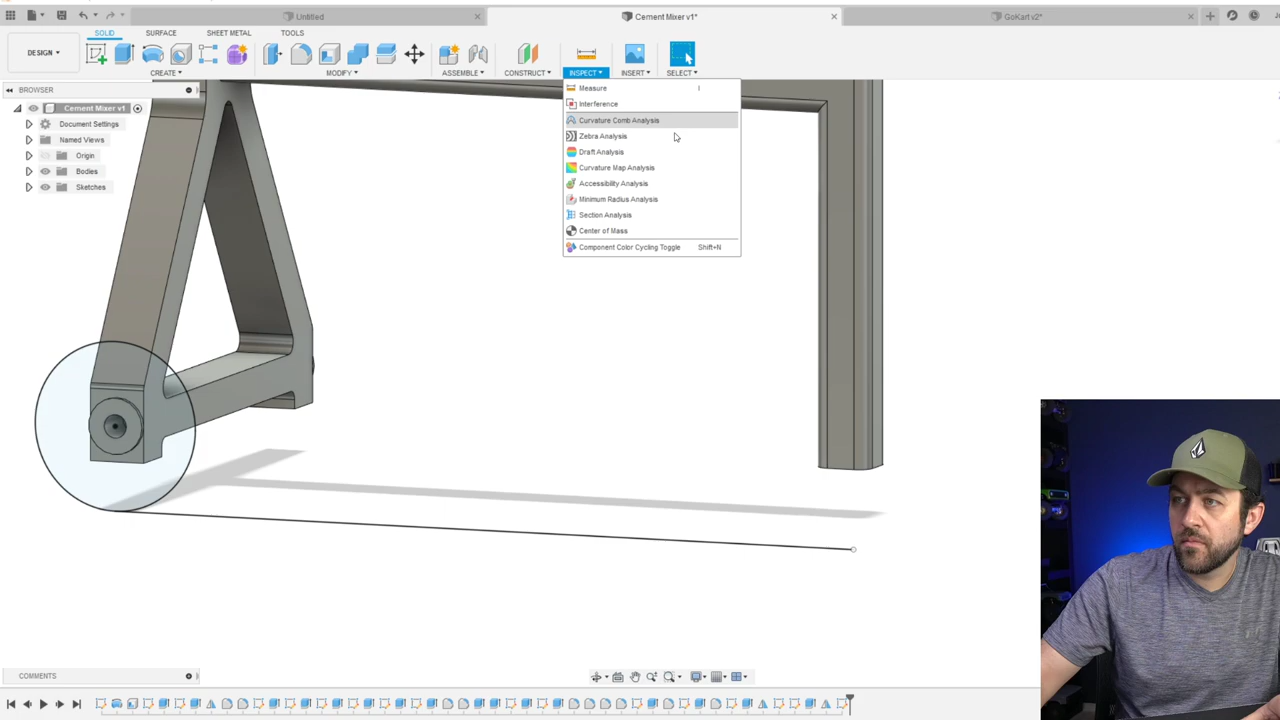 Untitled
Cement Mixer v1*
GoKart v2*
SOLID
SURFACE
SHEET METAL
TOOLS
DESIGN
CREATE
MODIFY
ASSEMBLE
CONSTRUCT
INSPECT
INSERT
SELECT
BROWSER
Cement Mixer v1
Document Settings
Named Views
Origin
Bodies
Sketches
Measure I
Interference
Curvature Comb Analysis
Zebra Analysis
Draft Analysis
Curvature Map Analysis
Accessibility Analysis
Minimum Radius Analysis
Section Analysis
Center of Mass
Component Color Cycling Toggle Shift+N
COMMENTS